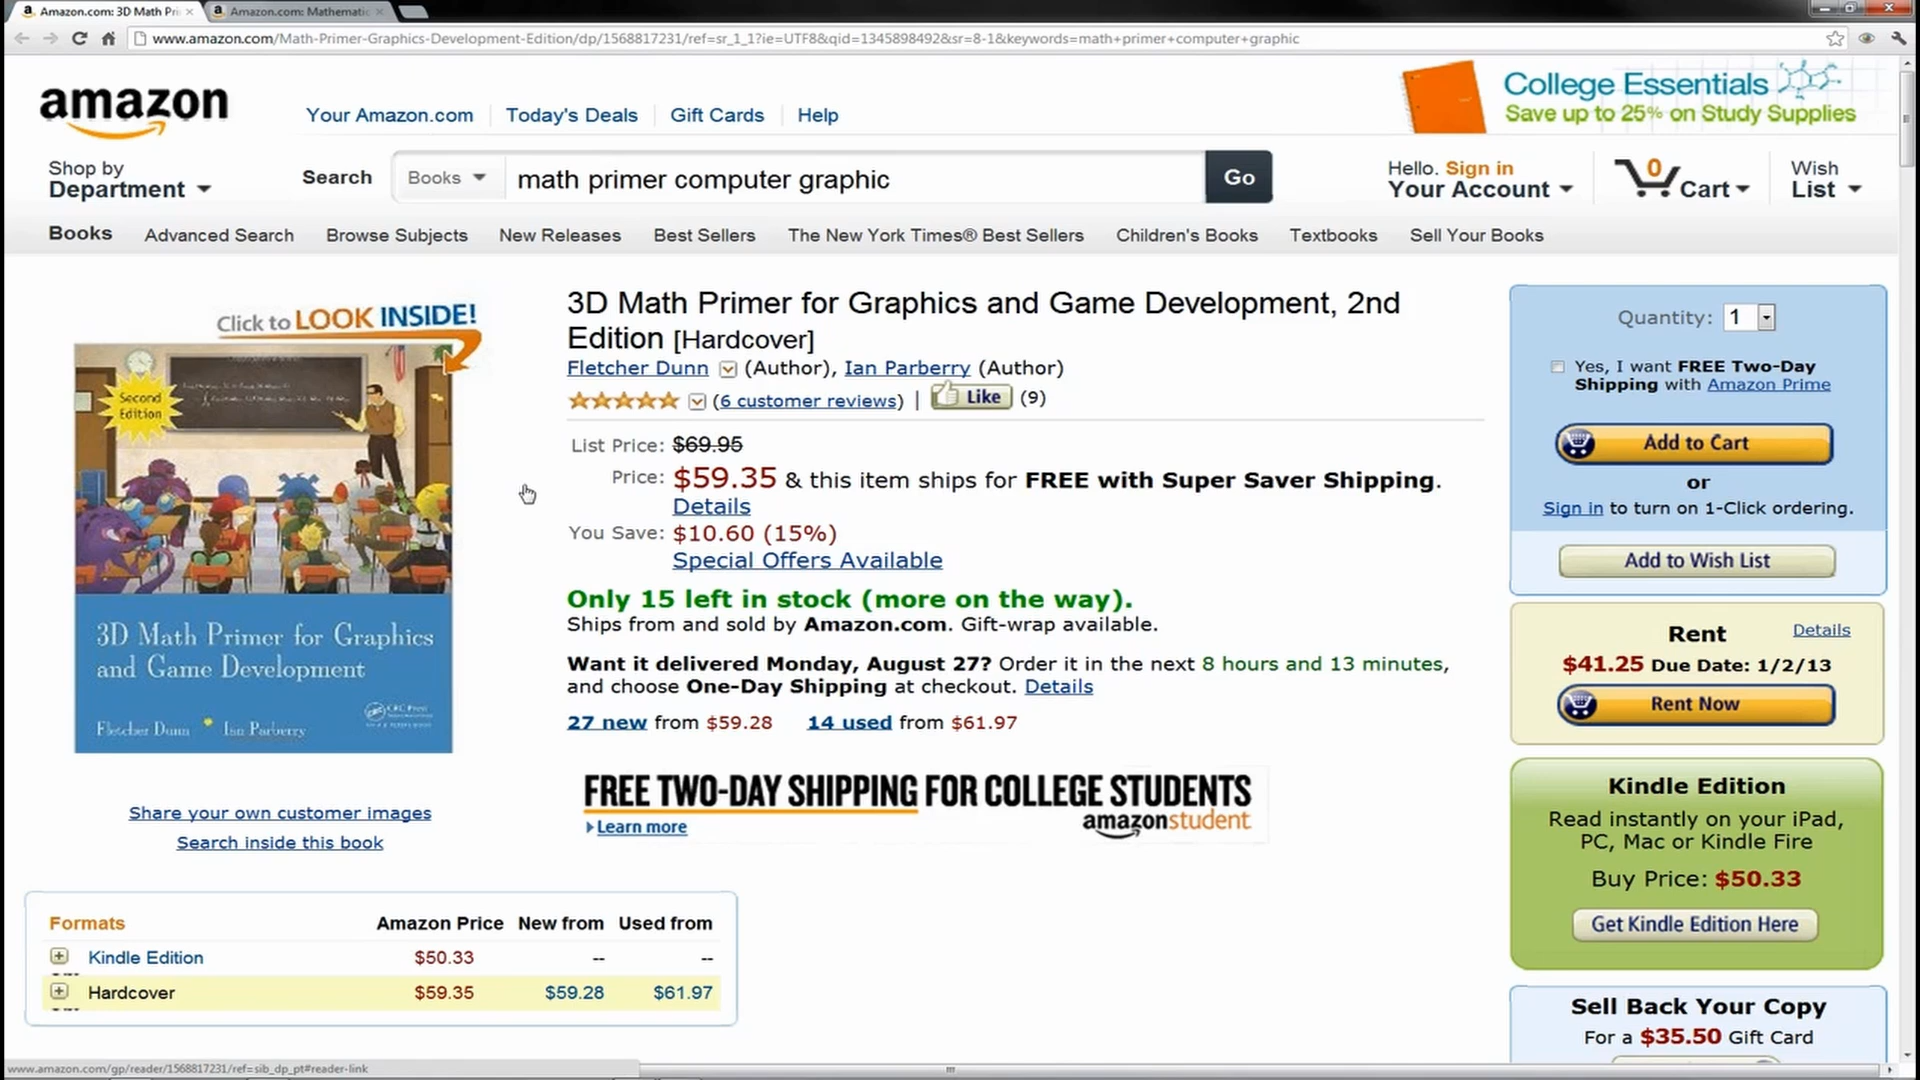 Amazon.com: 3D Math Pri
Amazon.com: Mathematic
www.amazon.com/Math-Primer-Graphics-Development-Edition/dp/1568817231/ref=sr_1_1?ie=UTF8&qid=1345898492&sr=8-1&keywords=math+primer+computer+graphic
amazon
Your Amazon.com
Today's Deals
Gift Cards
Help
College Essentials
Save up to 25% on Study Supplies
Shop by
Department
Search
Books
math primer computer graphic
Go
Hello. Sign in
Your Account
0
Cart
Wish
List
Books
Advanced Search
Browse Subjects
New Releases
Best Sellers
The New York Times® Best Sellers
Children's Books
Textbooks
Sell Your Books
Click to LOOK INSIDE!
Second
Edition
3D Math Primer for Graphics
and Game Development
Fletcher Dunn
Ian Parberry
CRC Press
Share your own customer images
Search inside this book
3D Math Primer for Graphics and Game Development, 2nd
Edition [Hardcover]
Fletcher Dunn (Author), Ian Parberry (Author)
(6 customer reviews) | Like (9)
List Price: $69.95
Price: $59.35 & this item ships for FREE with Super Saver Shipping.
Details
You Save: $10.60 (15%)
Special Offers Available
Only 15 left in stock (more on the way).
Ships from and sold by Amazon.com. Gift-wrap available.
Want it delivered Monday, August 27? Order it in the next 8 hours and 13 minutes,
and choose One-Day Shipping at checkout. Details
27 new from $59.28 14 used from $61.97
FREE TWO-DAY SHIPPING FOR COLLEGE STUDENTS
Learn more
amazonstudent
Quantity: 1
Yes, I want FREE Two-Day
Shipping with Amazon Prime
Add to Cart
or
Sign in to turn on 1-Click ordering.
Add to Wish List
Rent
Details
$41.25 Due Date: 1/2/13
Rent Now
Kindle Edition
Read instantly on your iPad,
PC, Mac or Kindle Fire
Buy Price: $50.33
Get Kindle Edition Here
Sell Back Your Copy
For a $35.50 Gift Card
Formats Amazon Price New from Used from
Kindle Edition $50.33 -- --
Hardcover $59.35 $59.28 $61.97
www.amazon.com/gp/reader/1568817231/ref=sib_dp_pt#reader-link